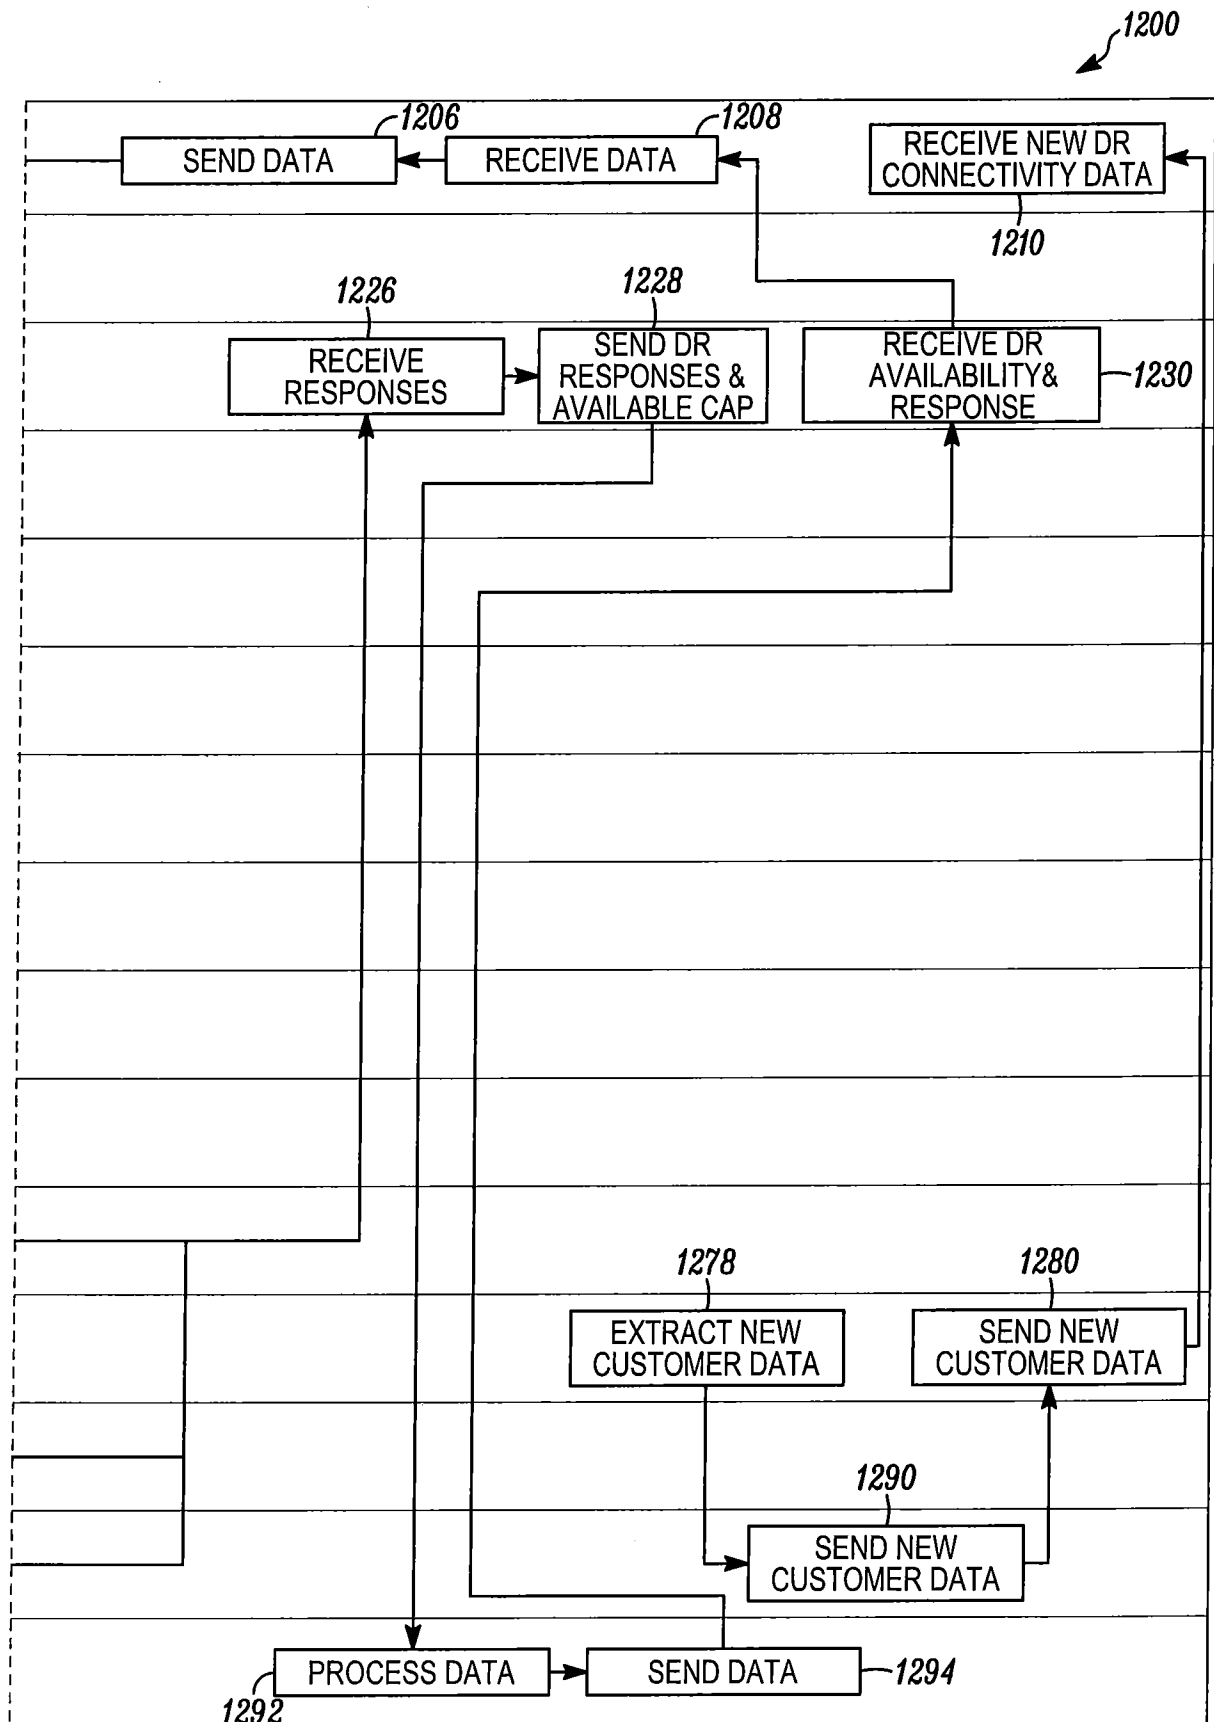 1200
1206
1208
SEND DATA
RECEIVE DATA
RECEIVE NEW DR
CONNECTIVITY DATA
1210
1226
1228
RECEIVE
RESPONSES
SEND DR
RESPONSES &
AVAILABLE CAP
RECEIVE DR
AVAILABILITY&
RESPONSE
1230
1278
1280
EXTRACT NEW
CUSTOMER DATA
SEND NEW
CUSTOMER DATA
1290
SEND NEW
CUSTOMER DATA
PROCESS DATA
SEND DATA
1294
1292